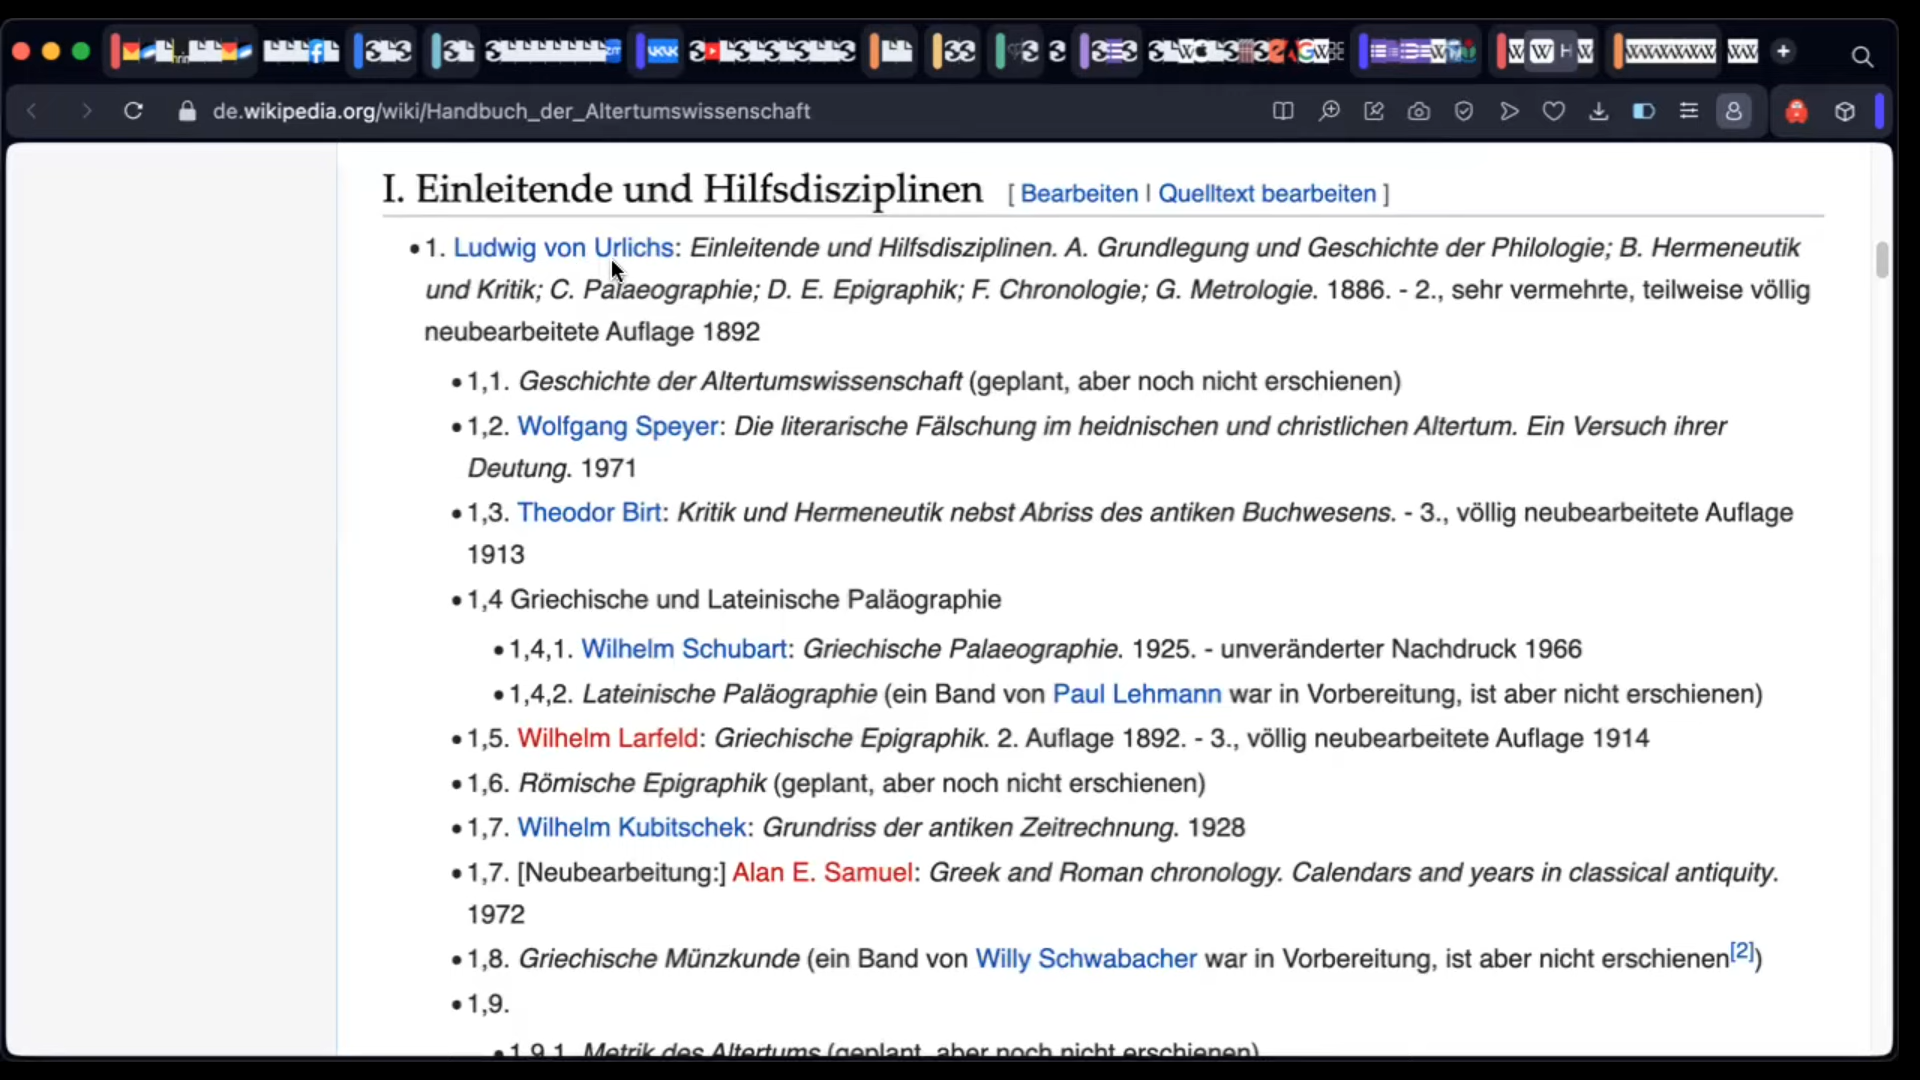 de.wikipedia.org/wiki/Handbuch_der_Altertumswissenschaft
I. Einleitende und Hilfsdisziplinen [ Bearbeiten | Quelltext bearbeiten ]
• 1. Ludwig von Urlichs: Einleitende und Hilfsdisziplinen. A. Grundlegung und Geschichte der Philologie; B. Hermeneutik
und Kritik; C. Palaeographie; D. E. Epigraphik; F. Chronologie; G. Metrologie. 1886. - 2., sehr vermehrte, teilweise völlig
neubearbeitete Auflage 1892
• 1,1. Geschichte der Altertumswissenschaft (geplant, aber noch nicht erschienen)
• 1,2. Wolfgang Speyer: Die literarische Fälschung im heidnischen und christlichen Altertum. Ein Versuch ihrer
Deutung. 1971
• 1,3. Theodor Birt: Kritik und Hermeneutik nebst Abriss des antiken Buchwesens. - 3., völlig neubearbeitete Auflage
1913
• 1,4 Griechische und Lateinische Paläographie
• 1,4,1. Wilhelm Schubart: Griechische Palaeographie. 1925. - unveränderter Nachdruck 1966
• 1,4,2. Lateinische Paläographie (ein Band von Paul Lehmann war in Vorbereitung, ist aber nicht erschienen)
• 1,5. Wilhelm Larfeld: Griechische Epigraphik. 2. Auflage 1892. - 3., völlig neubearbeitete Auflage 1914
• 1,6. Römische Epigraphik (geplant, aber noch nicht erschienen)
• 1,7. Wilhelm Kubitschek: Grundriss der antiken Zeitrechnung. 1928
• 1,7. [Neubearbeitung:] Alan E. Samuel: Greek and Roman chronology. Calendars and years in classical antiquity.
1972
• 1,8. Griechische Münzkunde (ein Band von Willy Schwabacher war in Vorbereitung, ist aber nicht erschienen[2])
• 1,9.
• 1,9,1. Metrik des Altertums (geplant, aber noch nicht erschienen)